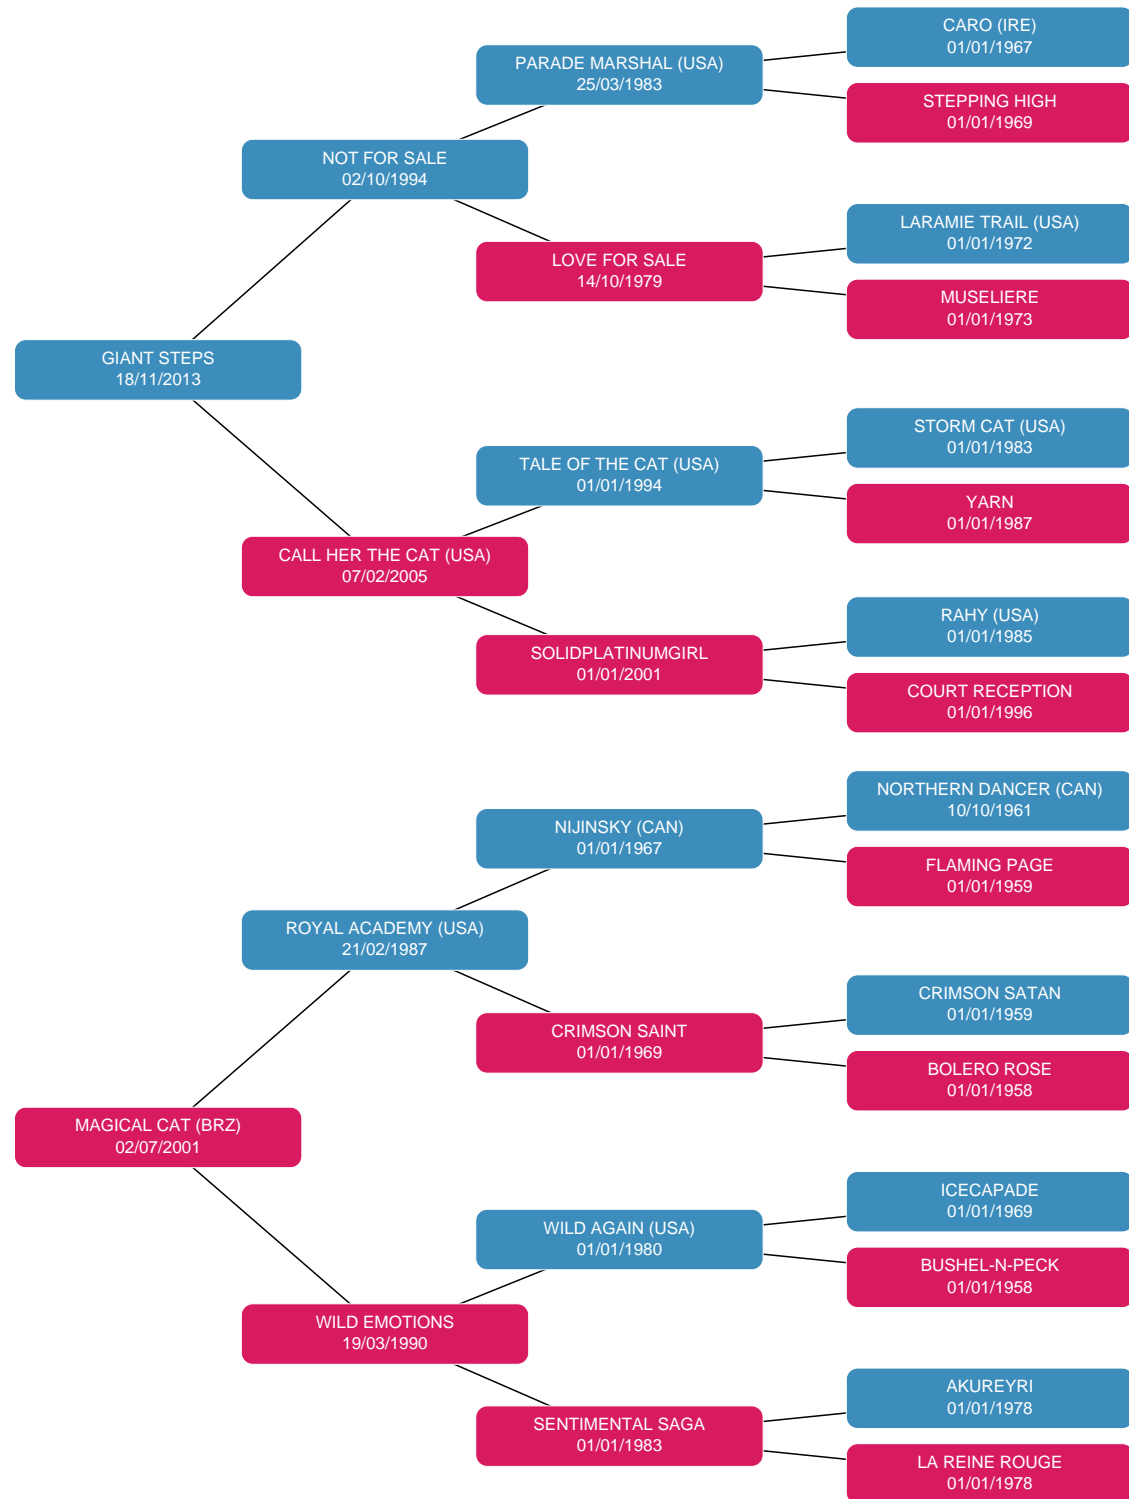 CARO (IRE)
01/01/1967
PARADE MARSHAL (USA)
25/03/1983
STEPPING HIGH
01/01/1969
NOT FOR SALE
02/10/1994
LARAMIE TRAIL (USA)
01/01/1972
LOVE FOR SALE
14/10/1979
MUSELIERE
01/01/1973
GIANT STEPS
18/11/2013
STORM CAT (USA)
01/01/1983
TALE OF THE CAT (USA)
01/01/1994
YARN
01/01/1987
CALL HER THE CAT (USA)
07/02/2005
RAHY (USA)
01/01/1985
SOLIDPLATINUMGIRL
01/01/2001
COURT RECEPTION
01/01/1996
NORTHERN DANCER (CAN)
10/10/1961
NIJINSKY (CAN)
01/01/1967
FLAMING PAGE
01/01/1959
ROYAL ACADEMY (USA)
21/02/1987
CRIMSON SATAN
01/01/1959
CRIMSON SAINT
01/01/1969
BOLERO ROSE
01/01/1958
MAGICAL CAT (BRZ)
02/07/2001
ICECAPADE
01/01/1969
WILD AGAIN (USA)
01/01/1980
BUSHEL-N-PECK
01/01/1958
WILD EMOTIONS
19/03/1990
AKUREYRI
01/01/1978
SENTIMENTAL SAGA
01/01/1983
LA REINE ROUGE
01/01/1978